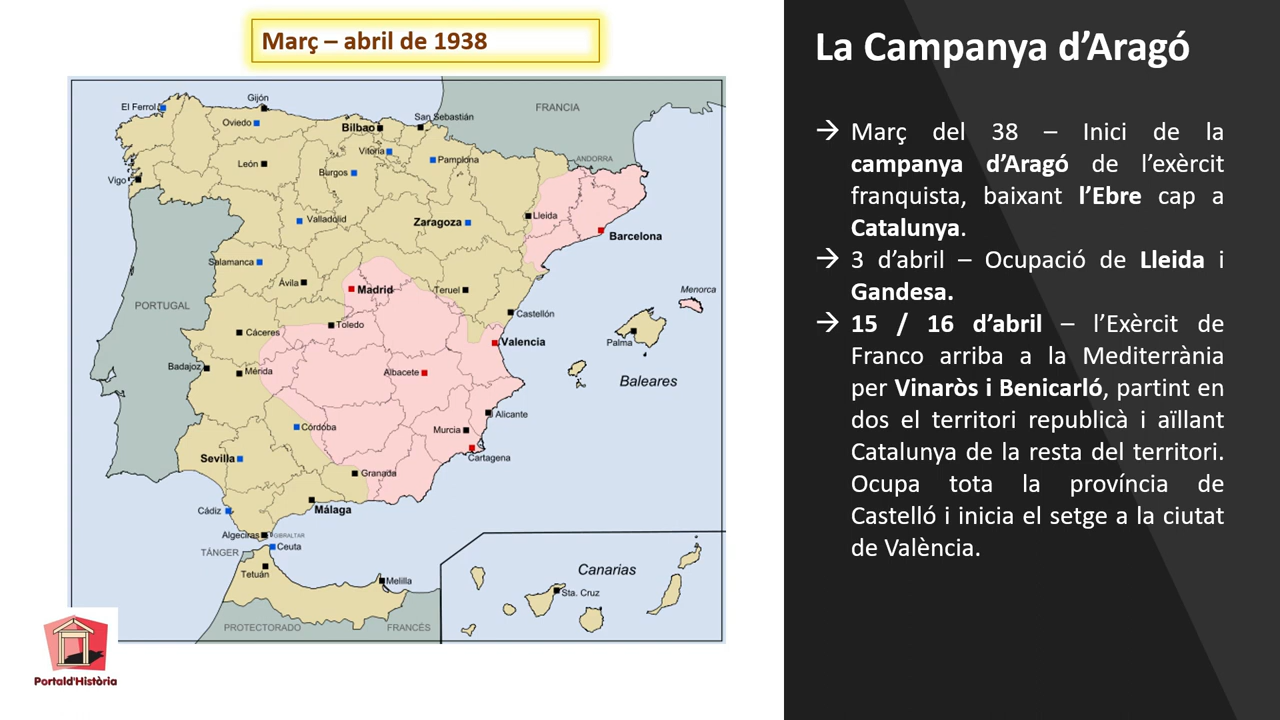 Març – abril de 1938
La Campanya d’Aragó
→ Març del 38 – Inici de la
campanya d’Aragó de l’exèrcit
franquista, baixant l’Ebre cap a
Catalunya.
→ 3 d’abril – Ocupació de Lleida i
Gandesa.
→ 15 / 16 d’abril – l’Exèrcit de
Franco arriba a la Mediterrània
per Vinaròs i Benicarló, partint en
dos el territori republicà i aïllant
Catalunya de la resta del territori.
Ocupa tota la província de
Castelló i inicia el setge a la ciutat
de València.
El Ferrol
Gijón
Oviedo
Bilbao
San Sebastián
FRANCIA
Vitoria
Pamplona
ANDORRA
León
Burgos
Vigo
Valladolid
Zaragoza
Lleida
Barcelona
Salamanca
Ávila
Madrid
Teruel
Menorca
PORTUGAL
Castellón
Toledo
Cáceres
Valencia
Palma
Badajoz
Mérida
Albacete
Baleares
Alicante
Córdoba
Murcia
Sevilla
Cartagena
Granada
Cádiz
Málaga
Algeciras
GIBRALTAR
Ceuta
TÁNGER
Tetuán
Melilla
Canarias
Sta. Cruz
PROTECTORADO FRANCÉS
Portald'Història